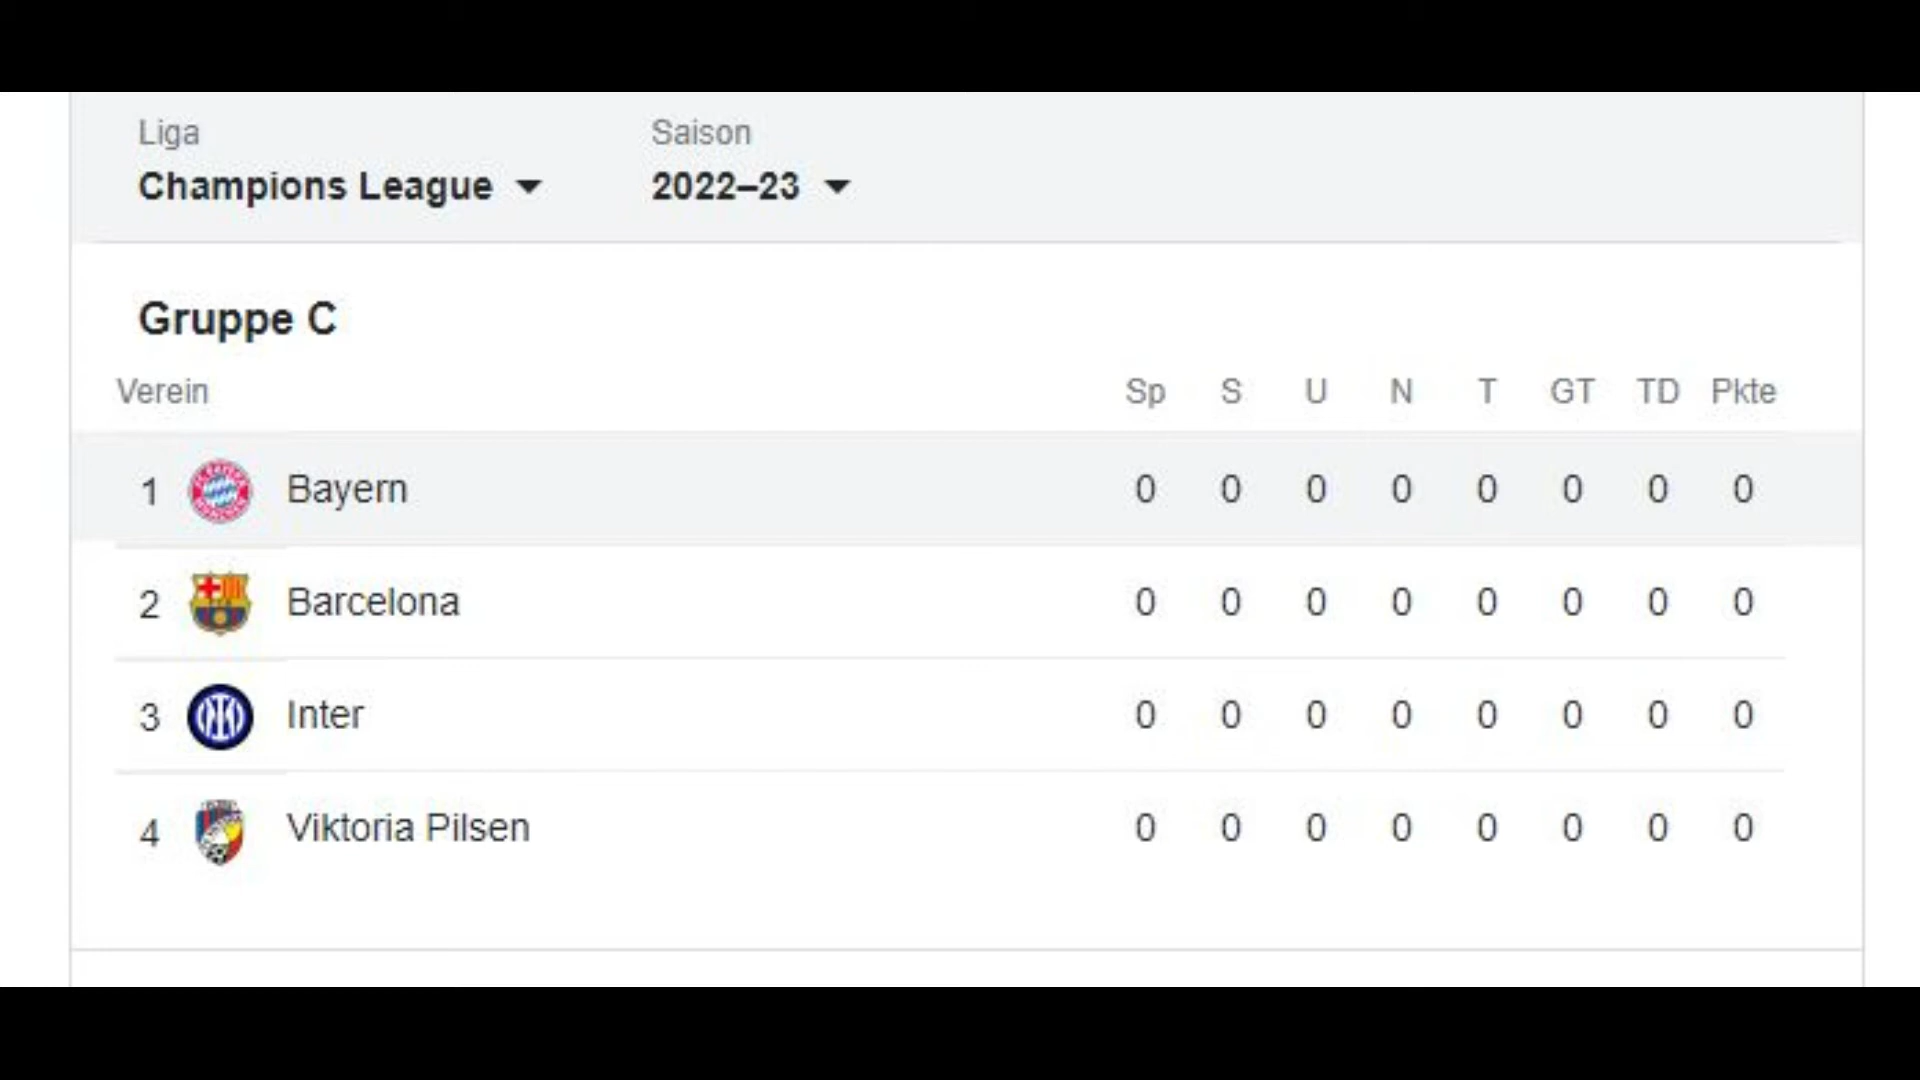 Liga Saison
Champions League 2022–23
Gruppe C
Verein Sp S U N T GT TD Pkte
1 Bayern 0 0 0 0 0 0 0 0
2 Barcelona 0 0 0 0 0 0 0 0
3 Inter 0 0 0 0 0 0 0 0
4 Viktoria Pilsen 0 0 0 0 0 0 0 0